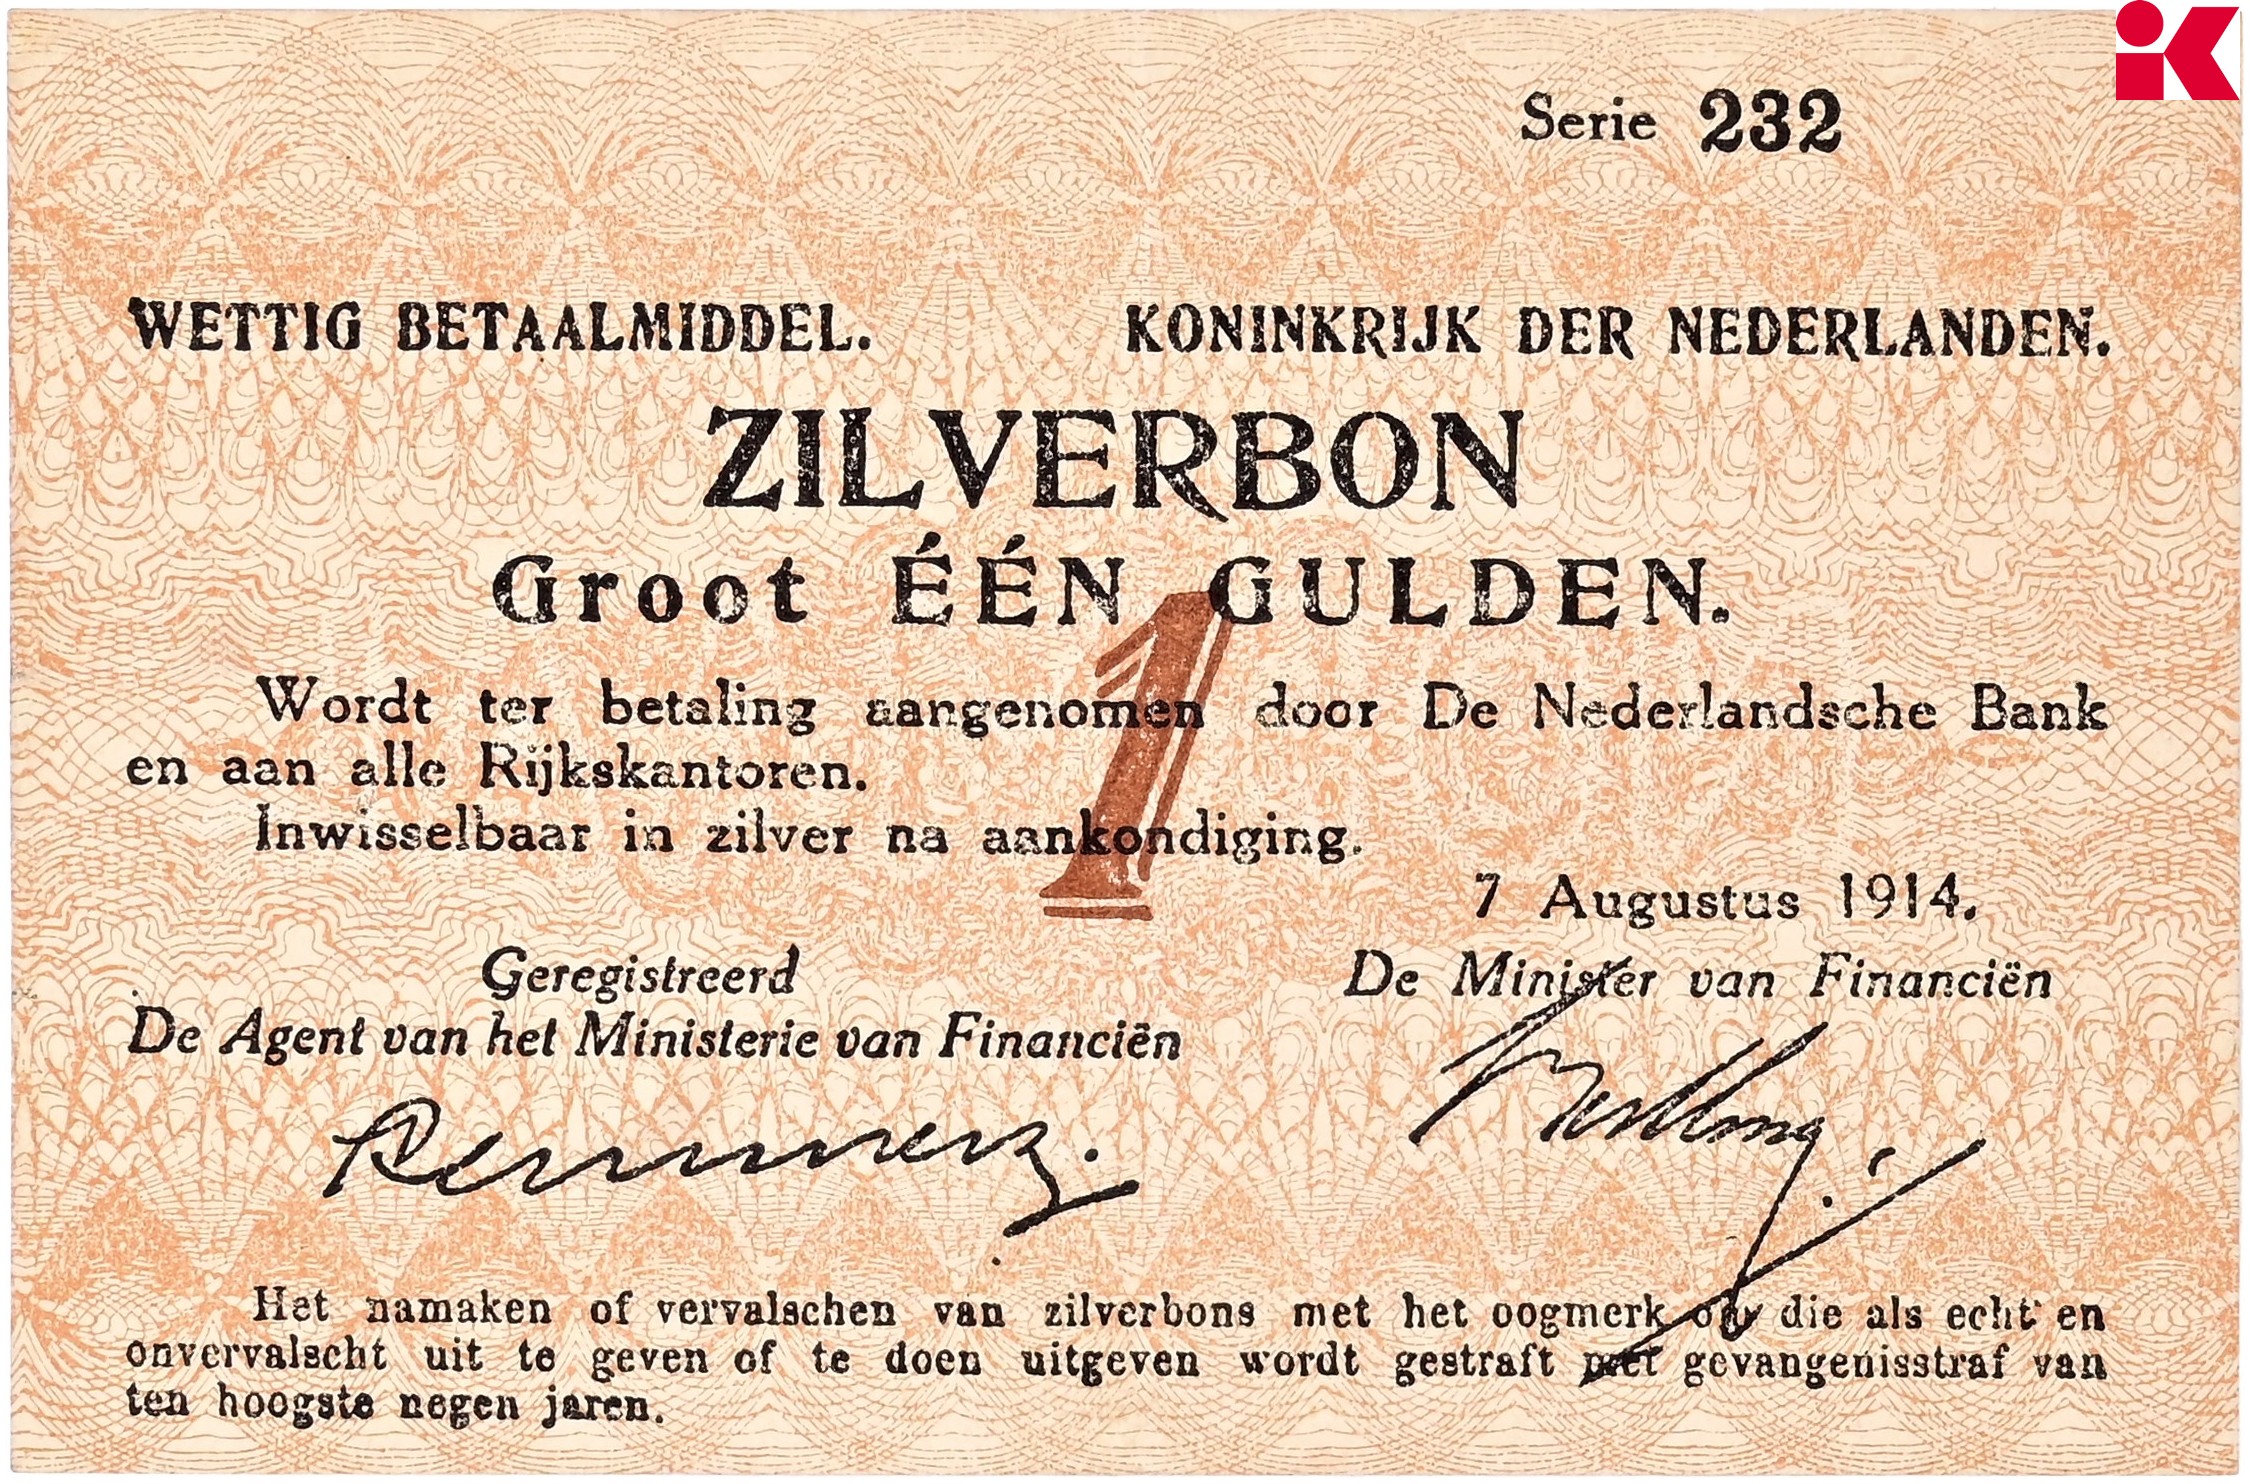 Serie 232
WETTIG BETAALMIDDEL. KONINKRIJK DER NEDERLANDEN.
ZILVERBON
Groot ÉÉN GULDEN.
1
Wordt ter betaling aangenomen door De Nederlandsche Bank
en aan alle Rijkskantoren.
Inwisselbaar in zilver na aankondiging.
7 Augustus 1914.
Geregistreerd
De Agent van het Ministerie van Financiën
De Minister van Financiën
Het namaken of vervalschen van zilverbons met het oogmerk om die als echt en
onvervalscht uit te geven of te doen uitgeven wordt gestraft met gevangenisstraf van
ten hoogste negen jaren.
iK